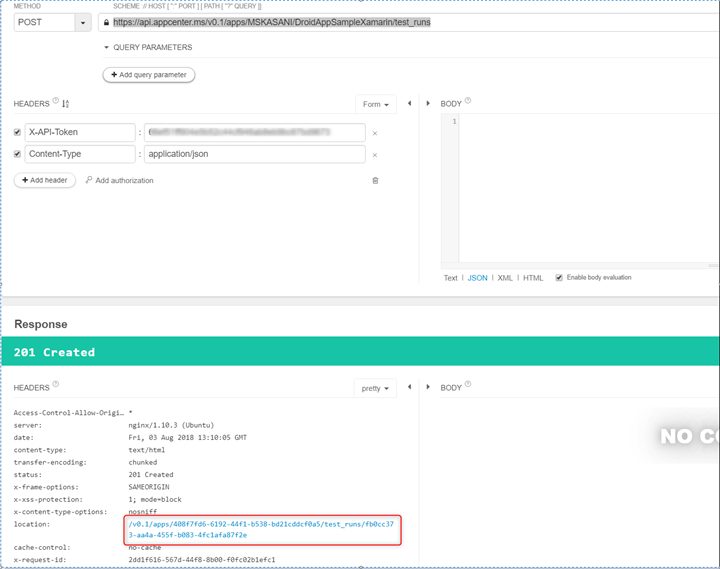 METHOD SCHEME :// HOST [ ":" PORT ] [ PATH [ "?" QUERY ]]
POST https://api.appcenter.ms/v0.1/apps/MSKASANI/DroidAppSampleXamarin/test_runs
QUERY PARAMETERS
+ Add query parameter
HEADERS ? Form BODY ?
1
X-API-Token :
Content-Type : application/json
+ Add header Add authorization
Text | JSON | XML | HTML Enable body evaluation
Response
201 Created
HEADERS ? pretty BODY ?
Access-Control-Allow-Origi… *
server: nginx/1.10.3 (Ubuntu)
date: Fri, 03 Aug 2018 13:10:05 GMT
content-type: text/html
transfer-encoding: chunked
status: 201 Created
x-frame-options: SAMEORIGIN
x-xss-protection: 1; mode=block
x-content-type-options: nosniff
location: /v0.1/apps/408f7fd6-6192-44f1-b538-bd21cddcf0a5/test_runs/fb0cc37
3-aa4a-455f-b083-4fc1afa87f2e
cache-control: no-cache
x-request-id: 2dd1f616-567d-44f8-8b00-f0fc02b1efc1
NO CO